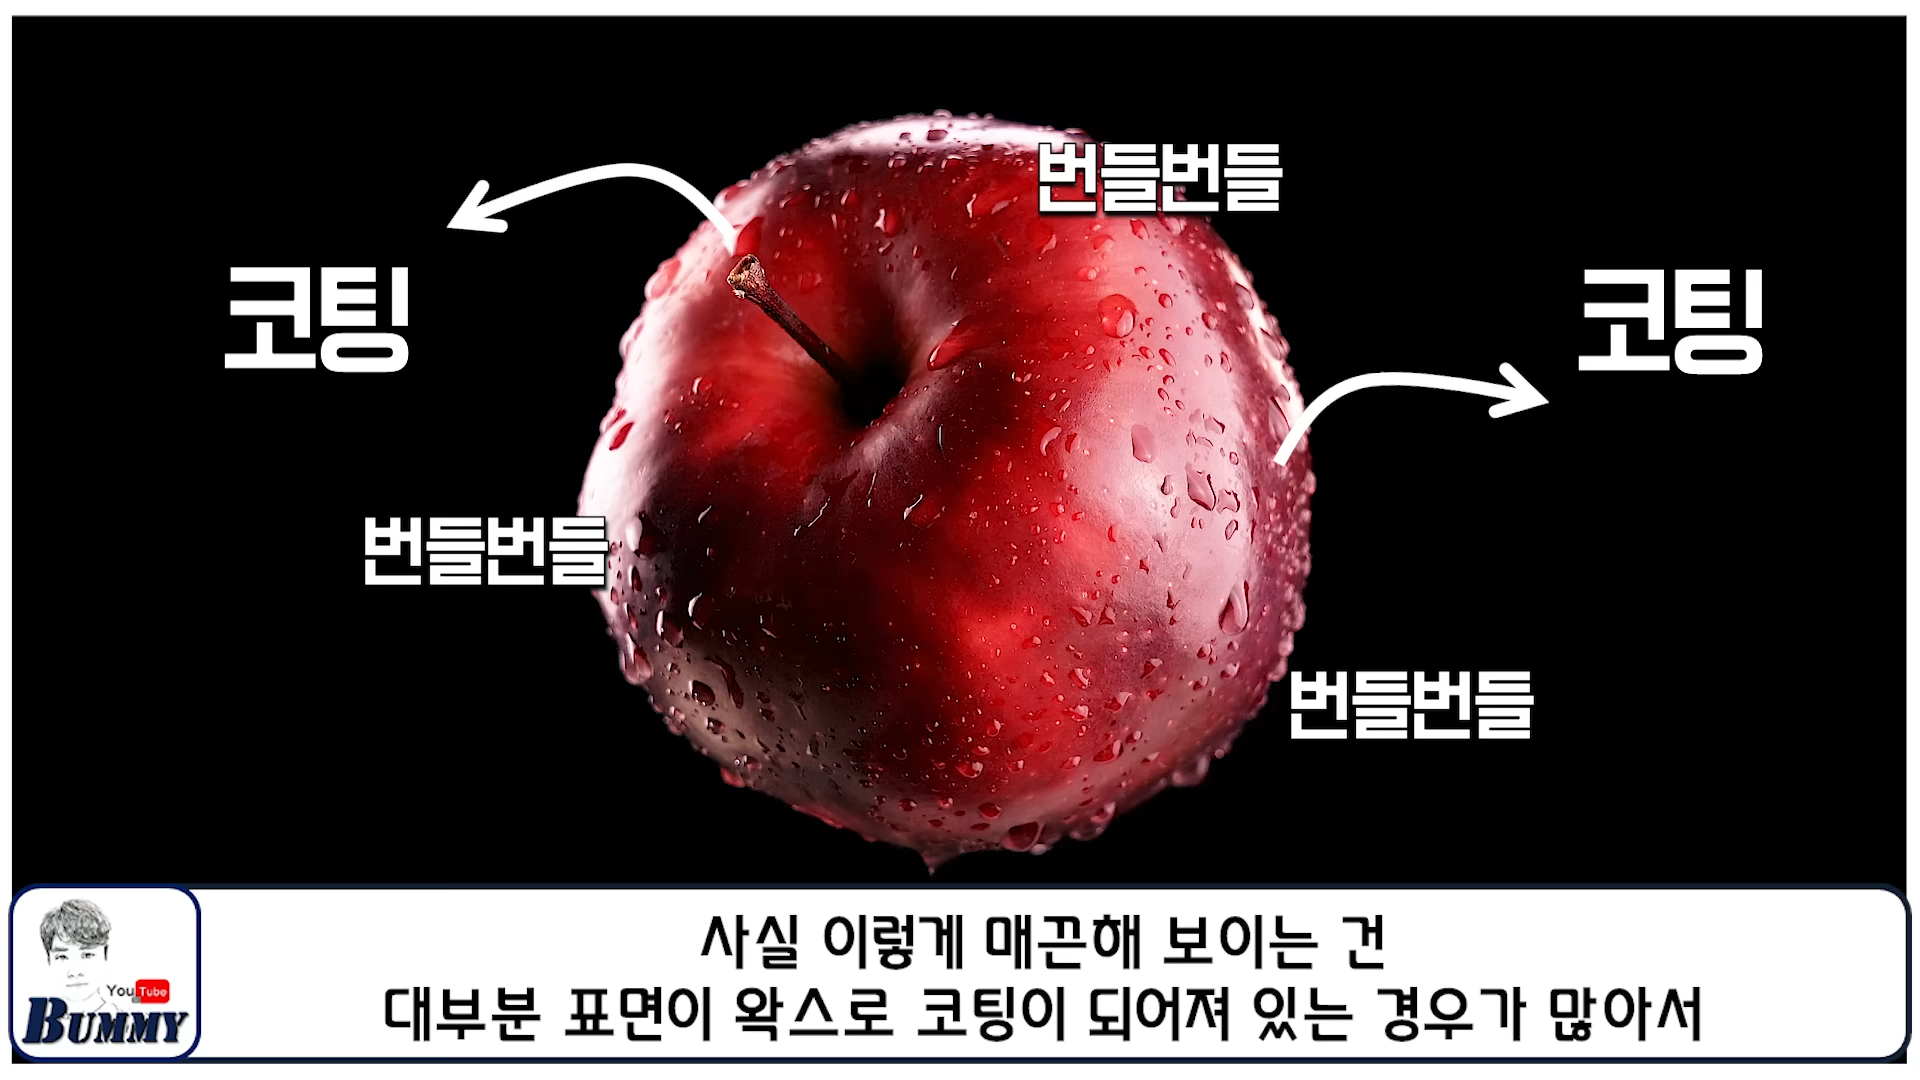 번들번들
코팅
코팅
번들번들
번들번들
사실 이렇게 매끈해 보이는 건
대부분 표면이 왁스로 코팅이 되어져 있는 경우가 많아서
YouTube
BUMMY